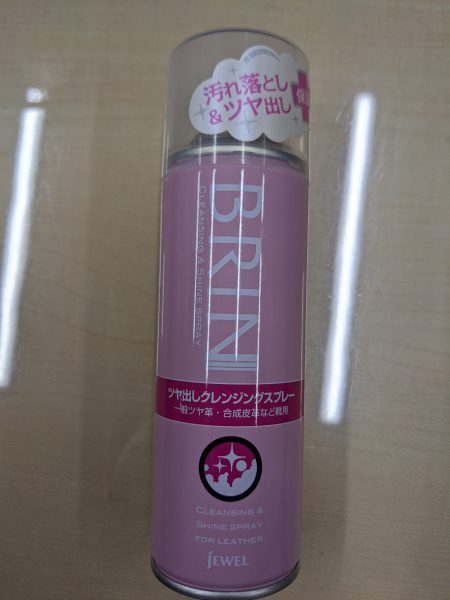 汚れ落とし
&ツヤ出し
BRIN
CLEANSING & SHINE SPRAY
ツヤ出しクレンジングスプレー
一般ツヤ革・合成皮革など靴用
CLEANSING &
SHINE SPRAY
FOR LEATHER
JEWEL